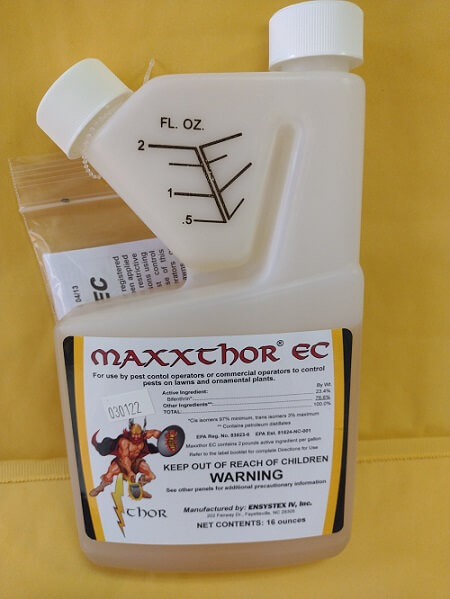 FL. OZ.
2
1
.5
04/13
EC
MAXXTHOR® EC
For use by pest contol operators or commercial operators to control
pests on lawns and ornamental plants.
Active Ingredient: By Wt.
Bifenthrin* 23.4%
Other Ingredients**: 76.6%
TOTAL: 100.0%
*Cis isomers 97% minimum, trans isomers 3% maximum
** Contains petroleum distillates
EPA Reg. No. 83923-6 EPA Est. 81824-NC-001
Maxxthor EC contains 2 pounds active ingredient per gallon
Refer to the label booklet for complete Directions for Use
030122
KEEP OUT OF REACH OF CHILDREN
WARNING
See other panels for additional precautionary information
THOR
Manufactured by: ENSYSTEX IV, Inc.
Fayetteville, NC 28305
NET CONTENTS: 16 ounces